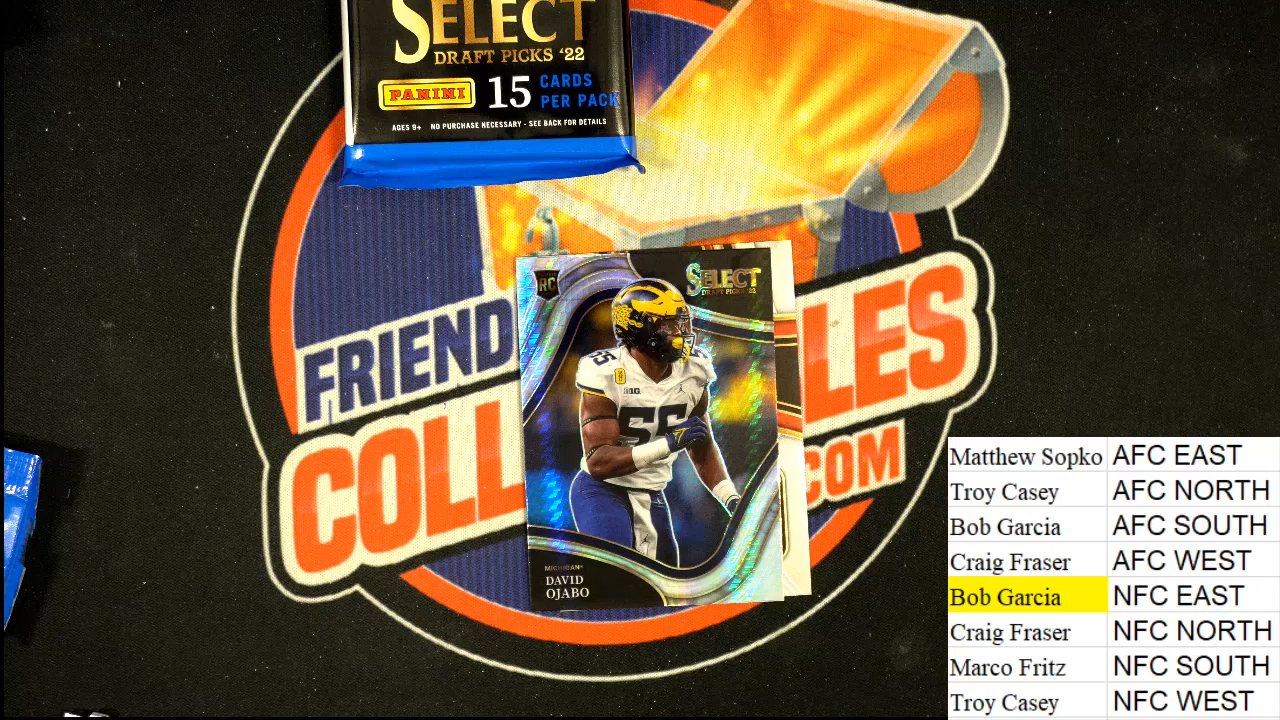 SELECT
DRAFT PICKS '22
PANINI
15 CARDS PER PACK
AGES 9+ NO PURCHASE NECESSARY - SEE BACK FOR DETAILS
RC
SELECT
DRAFT PICKS '22
55
B1G
55
MICHIGAN
DAVID
OJABO
FRIEND
COLL LES
.COM
Matthew Sopko AFC EAST
Troy Casey AFC NORTH
Bob Garcia AFC SOUTH
Craig Fraser AFC WEST
Bob Garcia NFC EAST
Craig Fraser NFC NORTH
Marco Fritz NFC SOUTH
Troy Casey NFC WEST